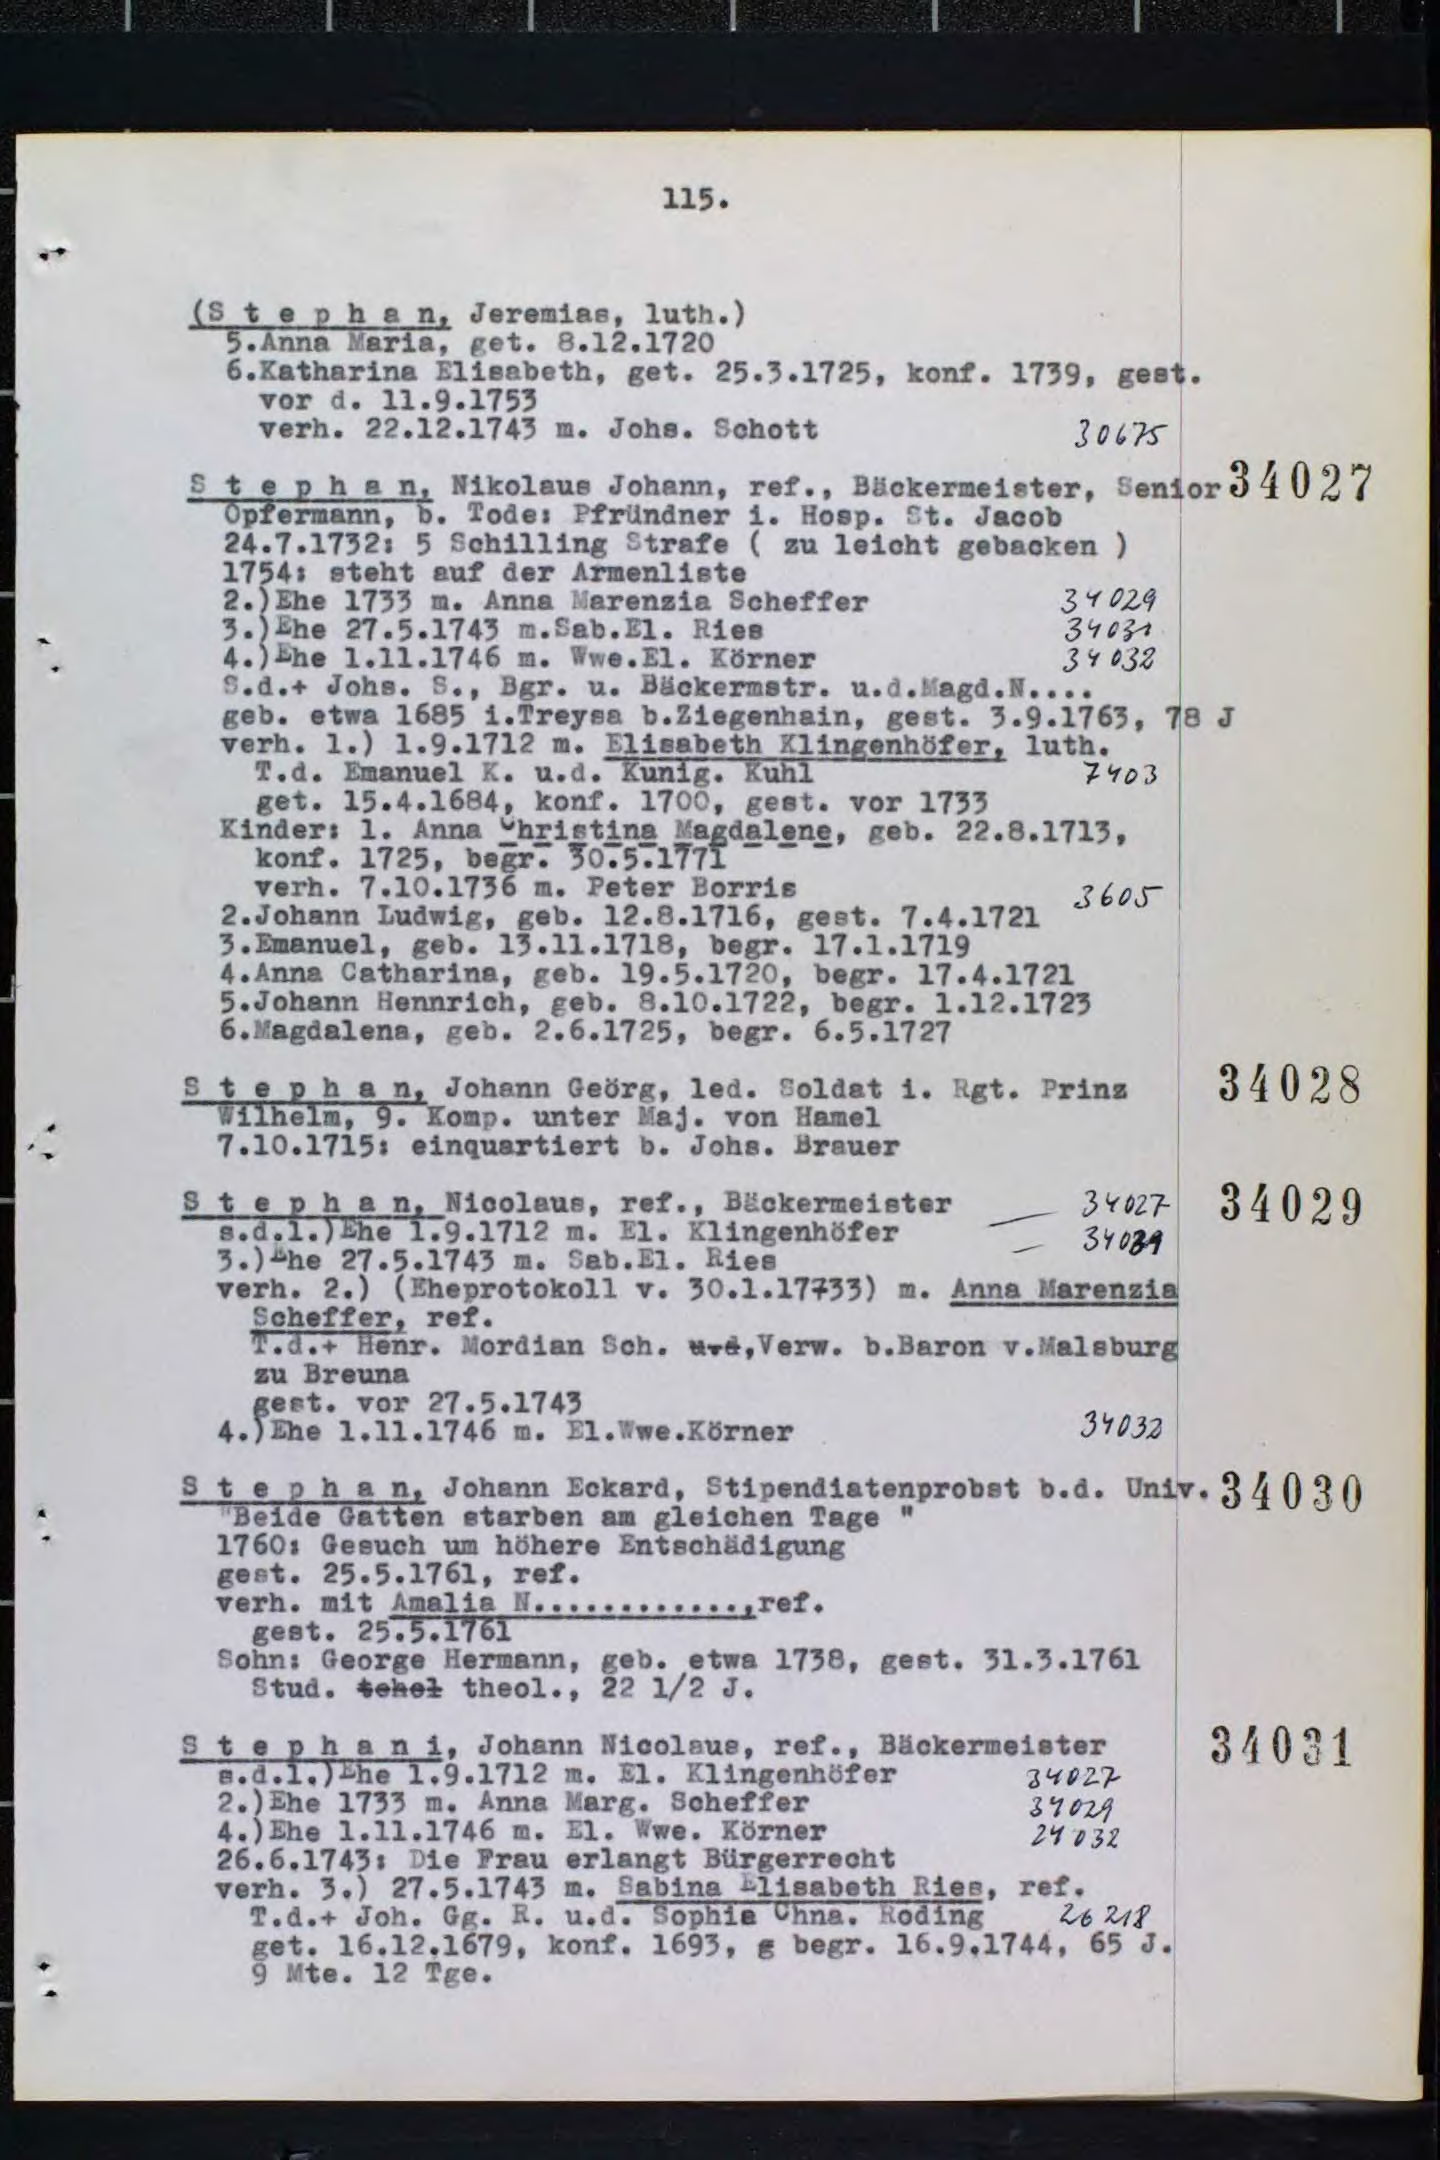 115.
(S t e p h a n, Jeremias, luth.)
5.Anna Maria, get. 8.12.1720
6.Katharina Elisabeth, get. 25.3.1725, konf. 1739, gest.
vor d. 11.9.1753
verh. 22.12.1743 m. Johs. Schott 30675
S t e p h a n, Nikolaus Johann, ref., Bäckermeister, Senior 34027
Opfermann, b. Tode: Pfründner i. Hosp. St. Jacob
24.7.1732: 5 Schilling Strafe ( zu leicht gebacken )
1754: steht auf der Armenliste
2.)Ehe 1733 m. Anna Marenzia Scheffer 34029
3.)Ehe 27.5.1743 m.Sab.El. Ries 34031
4.)Ehe 1.11.1746 m. Wwe.El. Körner 34032
S.d.+ Johs. S., Bgr. u. Bäckermstr. u.d.Magd.N....
geb. etwa 1685 i.Treysa b.Ziegenhain, gest. 3.9.1763, 78 J
verh. 1.) 1.9.1712 m. Elisabeth Klingenhöfer, luth.
T.d. Emanuel K. u.d. Kunig. Kuhl 7403
get. 15.4.1684, konf. 1700, gest. vor 1733
Kinder: 1. Anna Christina Magdalene, geb. 22.8.1713,
konf. 1725, begr. 30.5.1771
verh. 7.10.1736 m. Peter Borris 3605
2.Johann Ludwig, geb. 12.8.1716, gest. 7.4.1721
3.Emanuel, geb. 13.11.1718, begr. 17.1.1719
4.Anna Catharina, geb. 19.5.1720, begr. 17.4.1721
5.Johann Hennrich, geb. 8.10.1722, begr. 1.12.1723
6.Magdalena, geb. 2.6.1725, begr. 6.5.1727
S t e p h a n, Johann Geörg, led. Soldat i. Rgt. Prinz 34028
Wilhelm, 9. Komp. unter Maj. von Hamel
7.10.1715: einquartiert b. Johs. Brauer
S t e p h a n, Nicolaus, ref., Bäckermeister 34027 34029
s.d.1.)Ehe 1.9.1712 m. El. Klingenhöfer — 34031
3.)Ehe 27.5.1743 m. Sab.El. Ries —
verh. 2.) (Eheprotokoll v. 30.1.17733) m. Anna Marenzia
Scheffer, ref.
T.d.+ Henr. Mordian Sch. u.d,Verw. b.Baron v.Malsburg
zu Breuna
gest. vor 27.5.1743
4.)Ehe 1.11.1746 m. El.Wwe.Körner 34032
S t e p h a n, Johann Eckard, Stipendiatenprobst b.d. Univ. 34030
"Beide Gatten starben am gleichen Tage "
1760: Gesuch um höhere Entschädigung
gest. 25.5.1761, ref.
verh. mit Amalia N............,ref.
gest. 25.5.1761
Sohn: George Hermann, geb. etwa 1738, gest. 31.3.1761
Stud. tehel theol., 22 1/2 J.
S t e p h a n i, Johann Nicolaus, ref., Bäckermeister 34031
s.d.1.)Ehe 1.9.1712 m. El. Klingenhöfer 34027
2.)Ehe 1733 m. Anna Marg. Scheffer 34029
4.)Ehe 1.11.1746 m. El. Wwe. Körner 24032
26.6.1743: Die Frau erlangt Bürgerrecht
verh. 3.) 27.5.1743 m. Sabina Elisabeth Ries, ref.
T.d.+ Joh. Gg. R. u.d. Sophie Chna. Roding 26218
get. 16.12.1679, konf. 1693, g begr. 16.9.1744, 65 J.
9 Mte. 12 Tge.